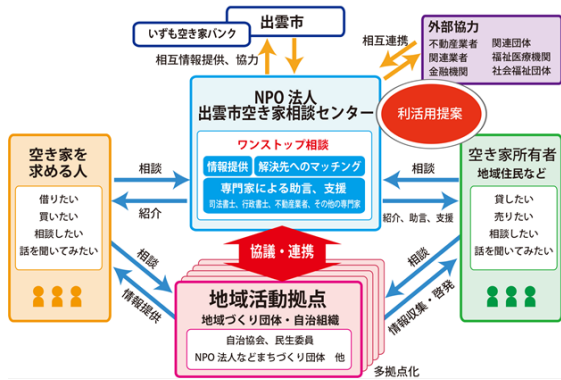 出雲市
いずも空き家バンク
相互情報提供、協力
相互連携
外部協力
不動産業者 関連団体
関連業者 福祉医療機関
金融機関 社会福祉団体
NPO 法人
出雲市空き家相談センター
利活用提案
ワンストップ相談
情報提供 解決先へのマッチング
専門家による助言、支援
司法書士、行政書士、不動産業者、その他の専門家
空き家を
求める人
借りたい
買いたい
相談したい
話を聞いてみたい
相談
紹介
相談
情報提供
空き家所有者
地域住民など
貸したい
売りたい
相談したい
話を聞いてみたい
相談
紹介、助言、支援
相談
情報収集・啓発
協議・連携
地域活動拠点
地域づくり団体・自治組織
自治協会、民生委員
NPO 法人などまちづくり団体 他
多拠点化